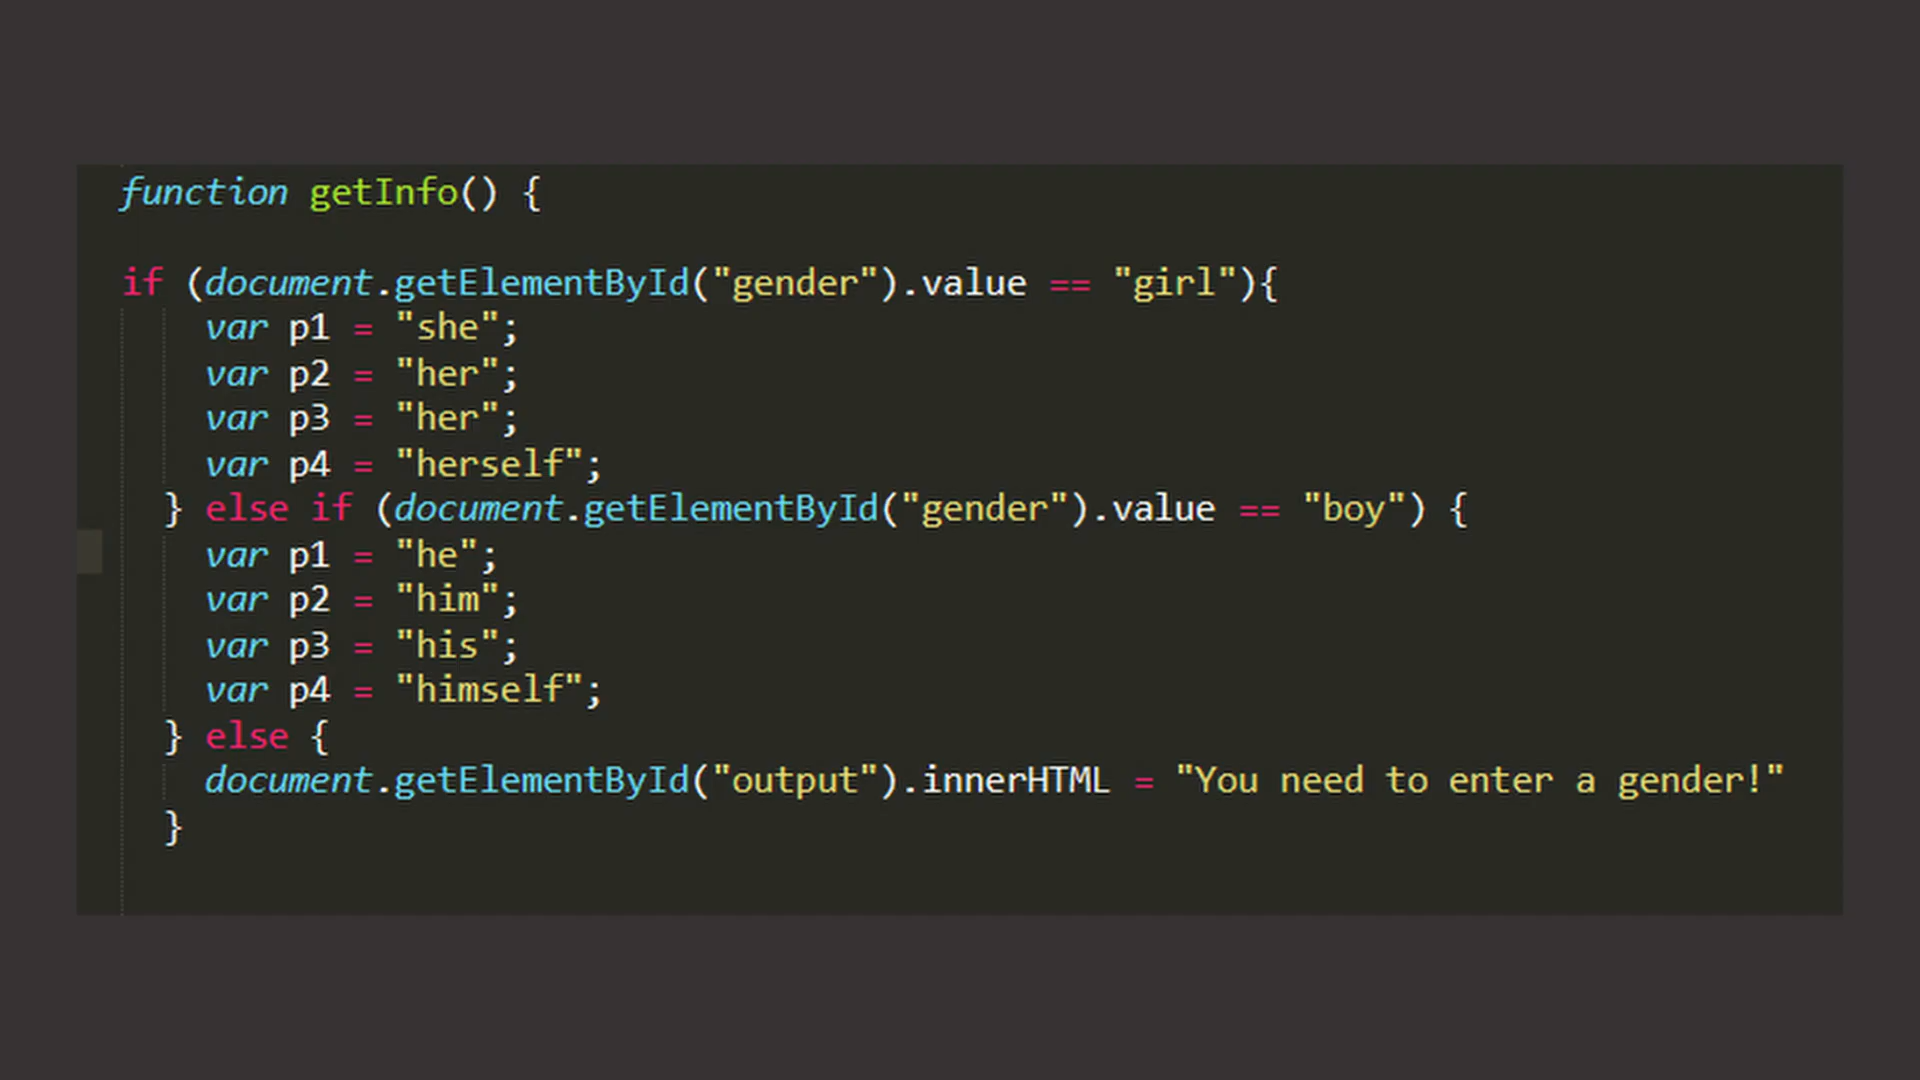 function getInfo() {
if (document.getElementById("gender").value == "girl"){
var p1 = "she";
var p2 = "her";
var p3 = "her";
var p4 = "herself";
} else if (document.getElementById("gender").value == "boy") {
var p1 = "he";
var p2 = "him";
var p3 = "his";
var p4 = "himself";
} else {
document.getElementById("output").innerHTML = "You need to enter a gender!"
}